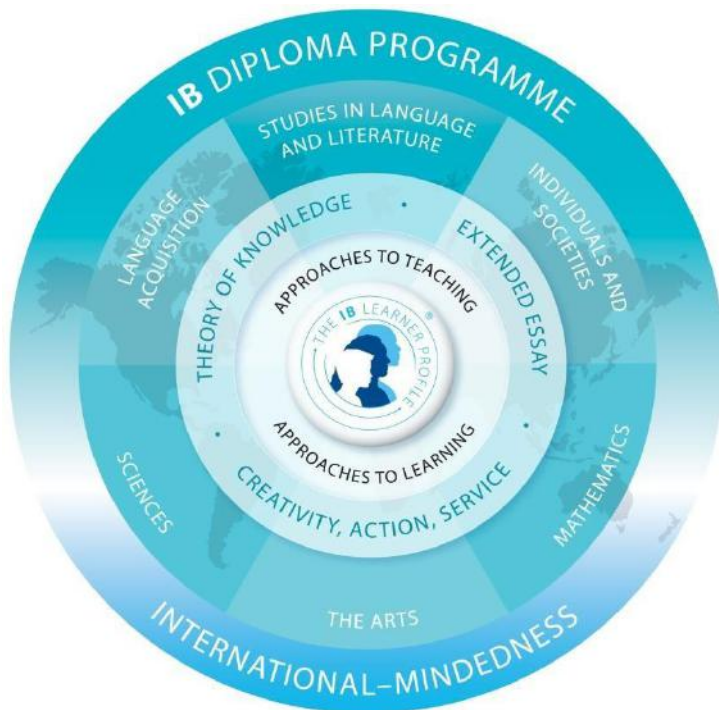 IB DIPLOMA PROGRAMME
STUDIES IN LANGUAGE
AND LITERATURE
LANGUAGE
ACQUISITION
INDIVIDUALS AND
SOCIETIES
THEORY OF KNOWLEDGE
EXTENDED ESSAY
APPROACHES TO TEACHING
THE IB LEARNER PROFILE ®
APPROACHES TO LEARNING
CREATIVITY, ACTION, SERVICE
SCIENCES
MATHEMATICS
THE ARTS
INTERNATIONAL–MINDEDNESS